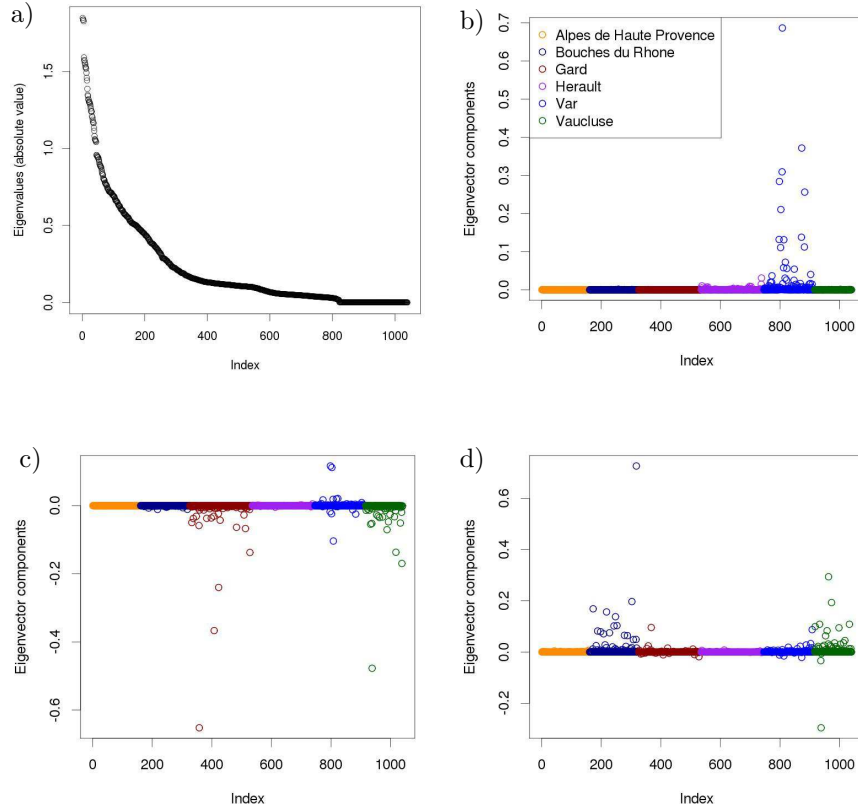 a)
Eigenvalues (absolute value)
1.5
1.0
0.5
0.0
0 200 400 600 800 1000
Index
b)
Eigenvector components
0.7
0.6
0.5
0.4
0.3
0.2
0.1
0.0
Alpes de Haute Provence
Bouches du Rhone
Gard
Herault
Var
Vaucluse
0 200 400 600 800 1000
Index
c)
Eigenvector components
0.0
-0.2
-0.4
-0.6
0 200 400 600 800 1000
Index
d)
Eigenvector components
0.6
0.4
0.2
0.0
-0.2
0 200 400 600 800 1000
Index